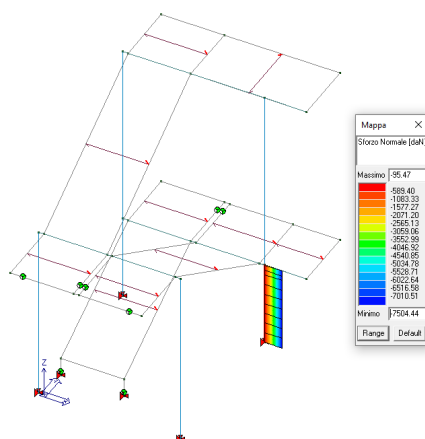 Mappa
Sforzo Normale [daN]
Massimo -95.47
-589.40
-1083.33
-1577.27
-2071.20
-2565.13
-3059.06
-3552.99
-4046.92
-4540.85
-5034.78
-5528.71
-6022.64
-6516.58
-7010.51
Minimo -7504.44
Range Default
Z